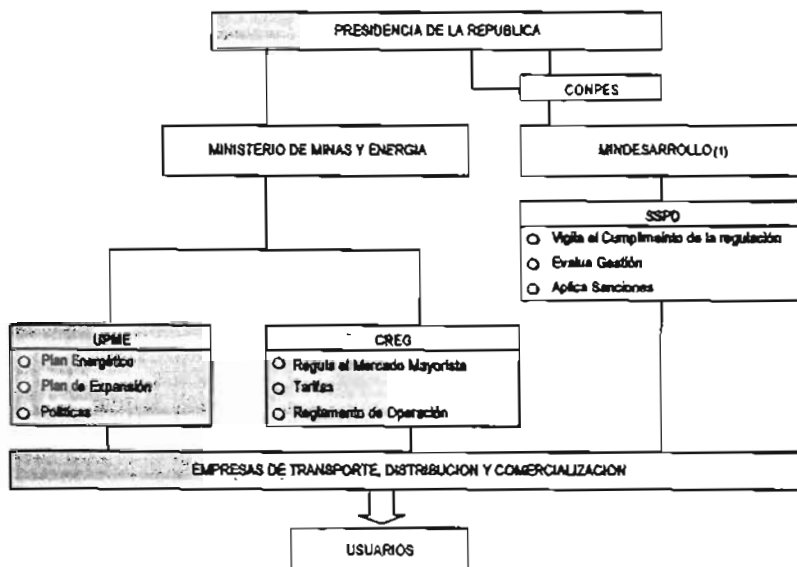 PRESIDENCIA DE LA REPUBLICA
CONPES
MINISTERIO DE MINAS Y ENERGIA
MINDESARROLLO (1)
SSPD
Vigila el Cumplimeinto de la regulación
Evalua Gestión
Aplica Sanciones
UPME
Plan Energético
Plan de Expansión
Políticas
CREG
Regula el Mercado Mayorista
Tarifas
Reglamento de Operación
EMPRESAS DE TRANSPORTE, DISTRIBUCION Y COMERCIALIZACION
USUARIOS